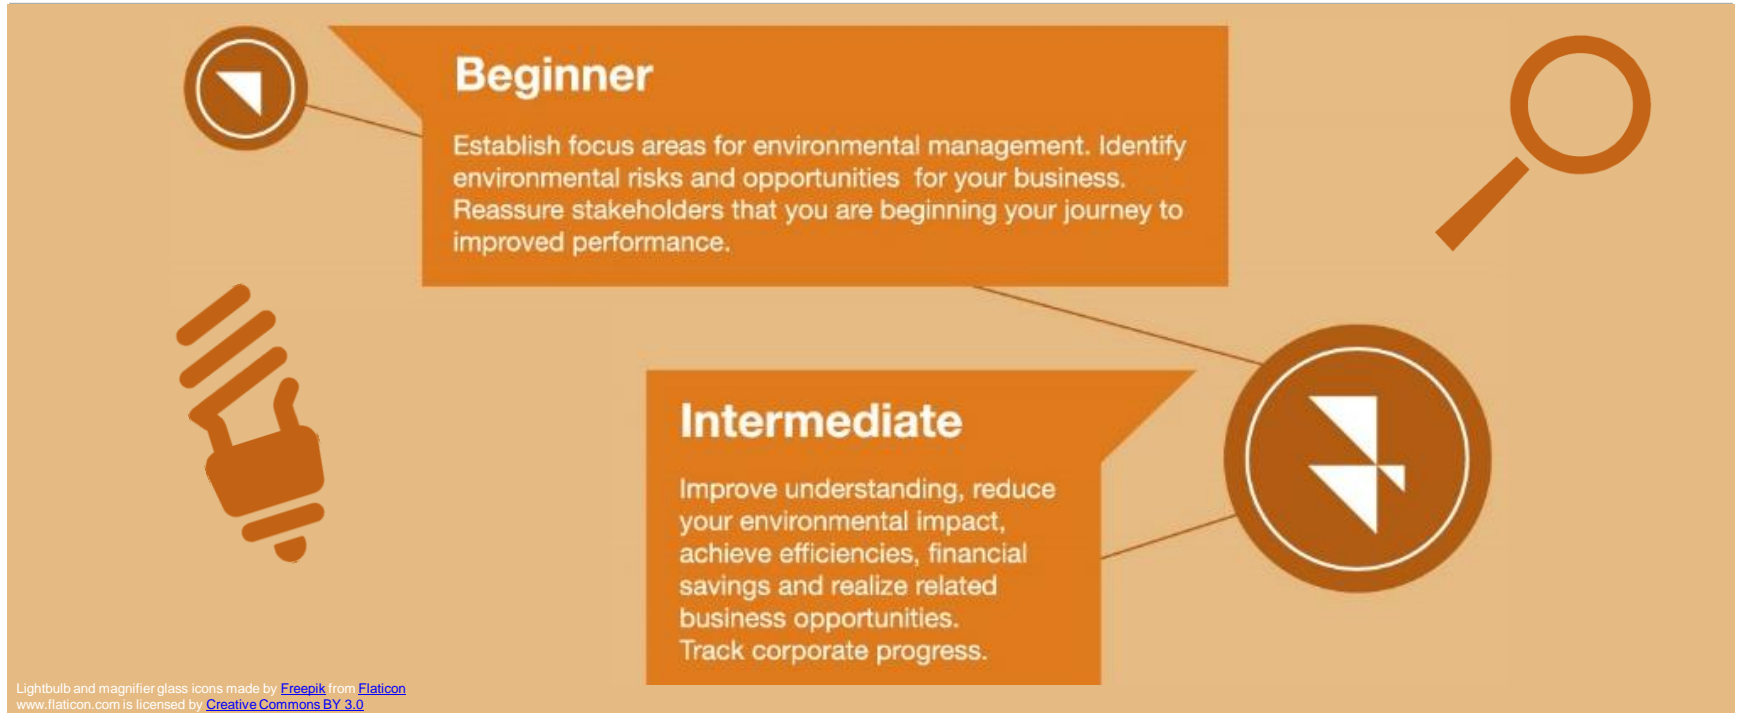 Beginner
Establish focus areas for environmental management. Identify
environmental risks and opportunities for your business.
Reassure stakeholders that you are beginning your journey to
improved performance.
Intermediate
Improve understanding, reduce
your environmental impact,
achieve efficiencies, financial
savings and realize related
business opportunities.
Track corporate progress.
Lightbulb and magnifier glass icons made by Freepik from Flaticon
www.flaticon.com is licensed by Creative Commons BY 3.0